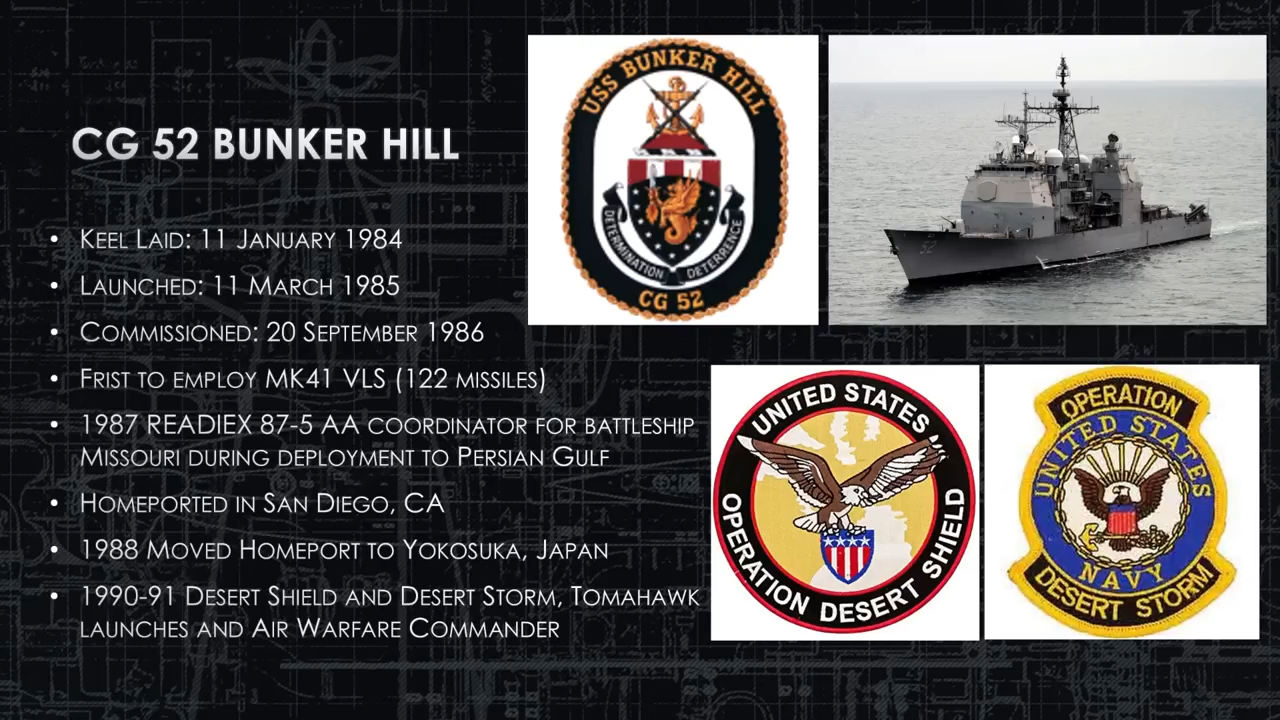 CG 52 BUNKER HILL
• KEEL LAID: 11 JANUARY 1984
• LAUNCHED: 11 MARCH 1985
• COMMISSIONED: 20 SEPTEMBER 1986
• FRIST TO EMPLOY MK41 VLS (122 MISSILES)
• 1987 READIEX 87-5 AA COORDINATOR FOR BATTLESHIP
MISSOURI DURING DEPLOYMENT TO PERSIAN GULF
• HOMEPORTED IN SAN DIEGO, CA
• 1988 MOVED HOMEPORT TO YOKOSUKA, JAPAN
• 1990-91 DESERT SHIELD AND DESERT STORM, TOMAHAWK
LAUNCHES AND AIR WARFARE COMMANDER
USS BUNKER HILL
DETERMINATION DETERRENCE
CG 52
52
UNITED STATES
OPERATION DESERT SHIELD
OPERATION
UNITED STATES
NAVY
DESERT STORM